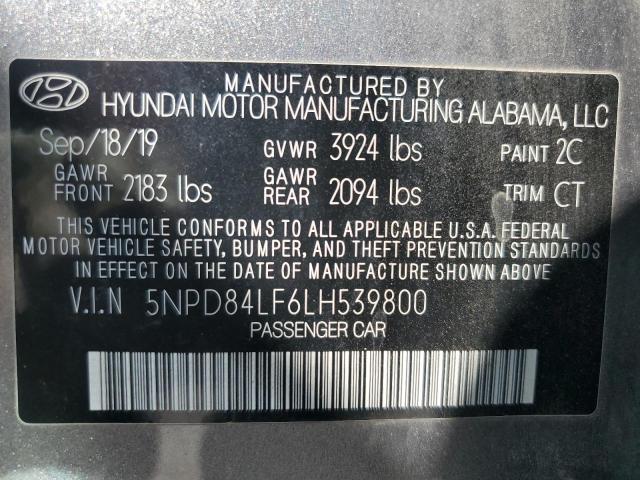 MANUFACTURED BY
HYUNDAI MOTOR MANUFACTURING ALABAMA, LLC
Sep/18/19 GVWR 3924 lbs PAINT 2C
GAWR FRONT 2183 lbs GAWR REAR 2094 lbs TRIM CT
THIS VEHICLE CONFORMS TO ALL APPLICABLE U.S.A. FEDERAL
MOTOR VEHICLE SAFETY, BUMPER, AND THEFT PREVENTION STANDARDS
IN EFFECT ON THE DATE OF MANUFACTURE SHOWN ABOVE
V.I.N 5NPD84LF6LH539800
PASSENGER CAR